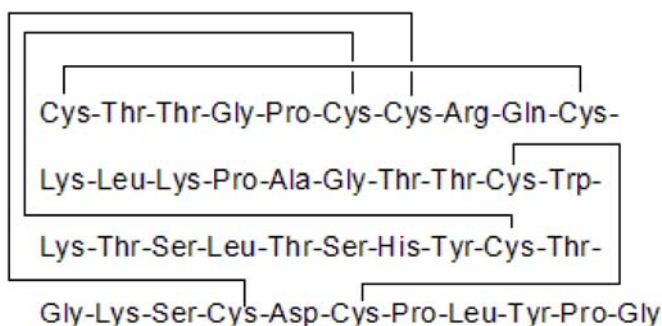 Cys-Thr-Thr-Gly-Pro-Cys-Cys-Arg-Gln-Cys-
Lys-Leu-Lys-Pro-Ala-Gly-Thr-Thr-Cys-Trp-
Lys-Thr-Ser-Leu-Thr-Ser-His-Tyr-Cys-Thr-
Gly-Lys-Ser-Cys-Asp-Cys-Pro-Leu-Tyr-Pro-Gly